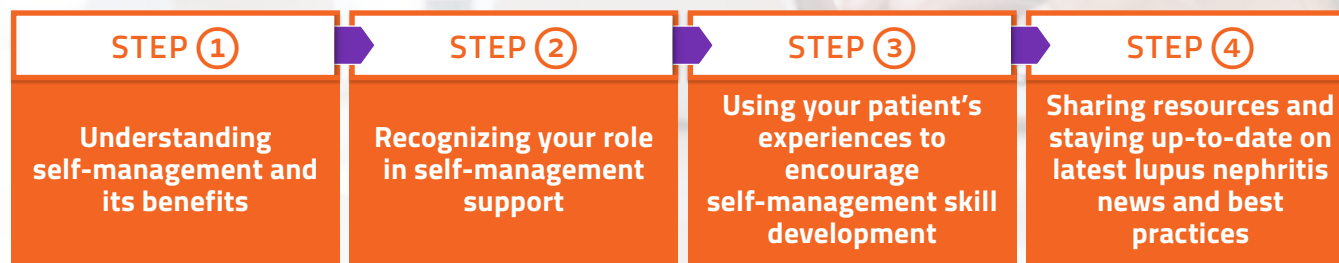 STEP 1
Understanding
self-management and
its benefits
STEP 2
Recognizing your role
in self-management
support
STEP 3
Using your patient's
experiences to
encourage
self-management skill
development
STEP 4
Sharing resources and
staying up-to-date on
latest lupus nephritis
news and best
practices